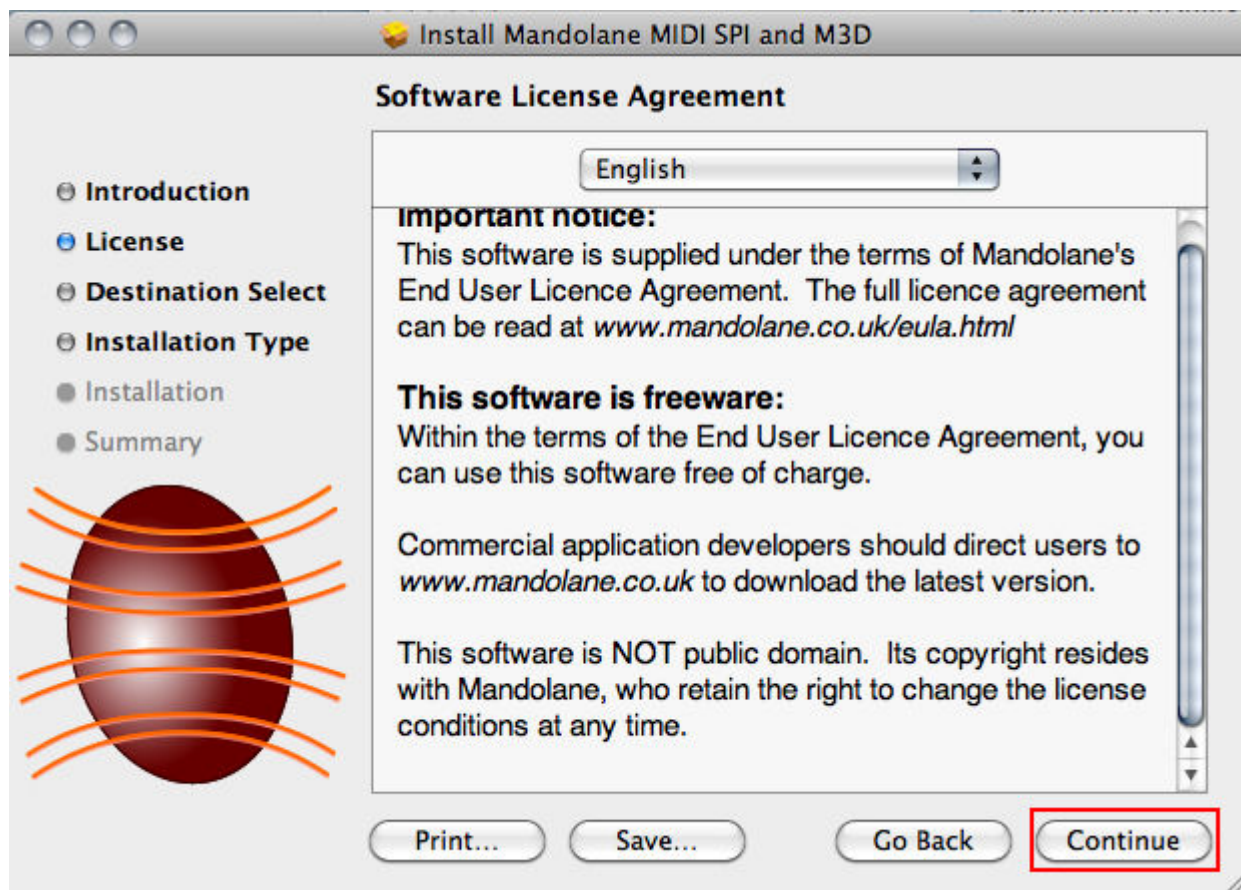 Install Mandolane MIDI SPI and M3D
Software License Agreement
Introduction
License
Destination Select
Installation Type
Installation
Summary
English
Important notice:
This software is supplied under the terms of Mandolane's
End User Licence Agreement.  The full licence agreement
can be read at www.mandolane.co.uk/eula.html
This software is freeware:
Within the terms of the End User Licence Agreement, you
can use this software free of charge.
Commercial application developers should direct users to
www.mandolane.co.uk to download the latest version.
This software is NOT public domain.  Its copyright resides
with Mandolane, who retain the right to change the license
conditions at any time.
Print...
Save...
Go Back
Continue